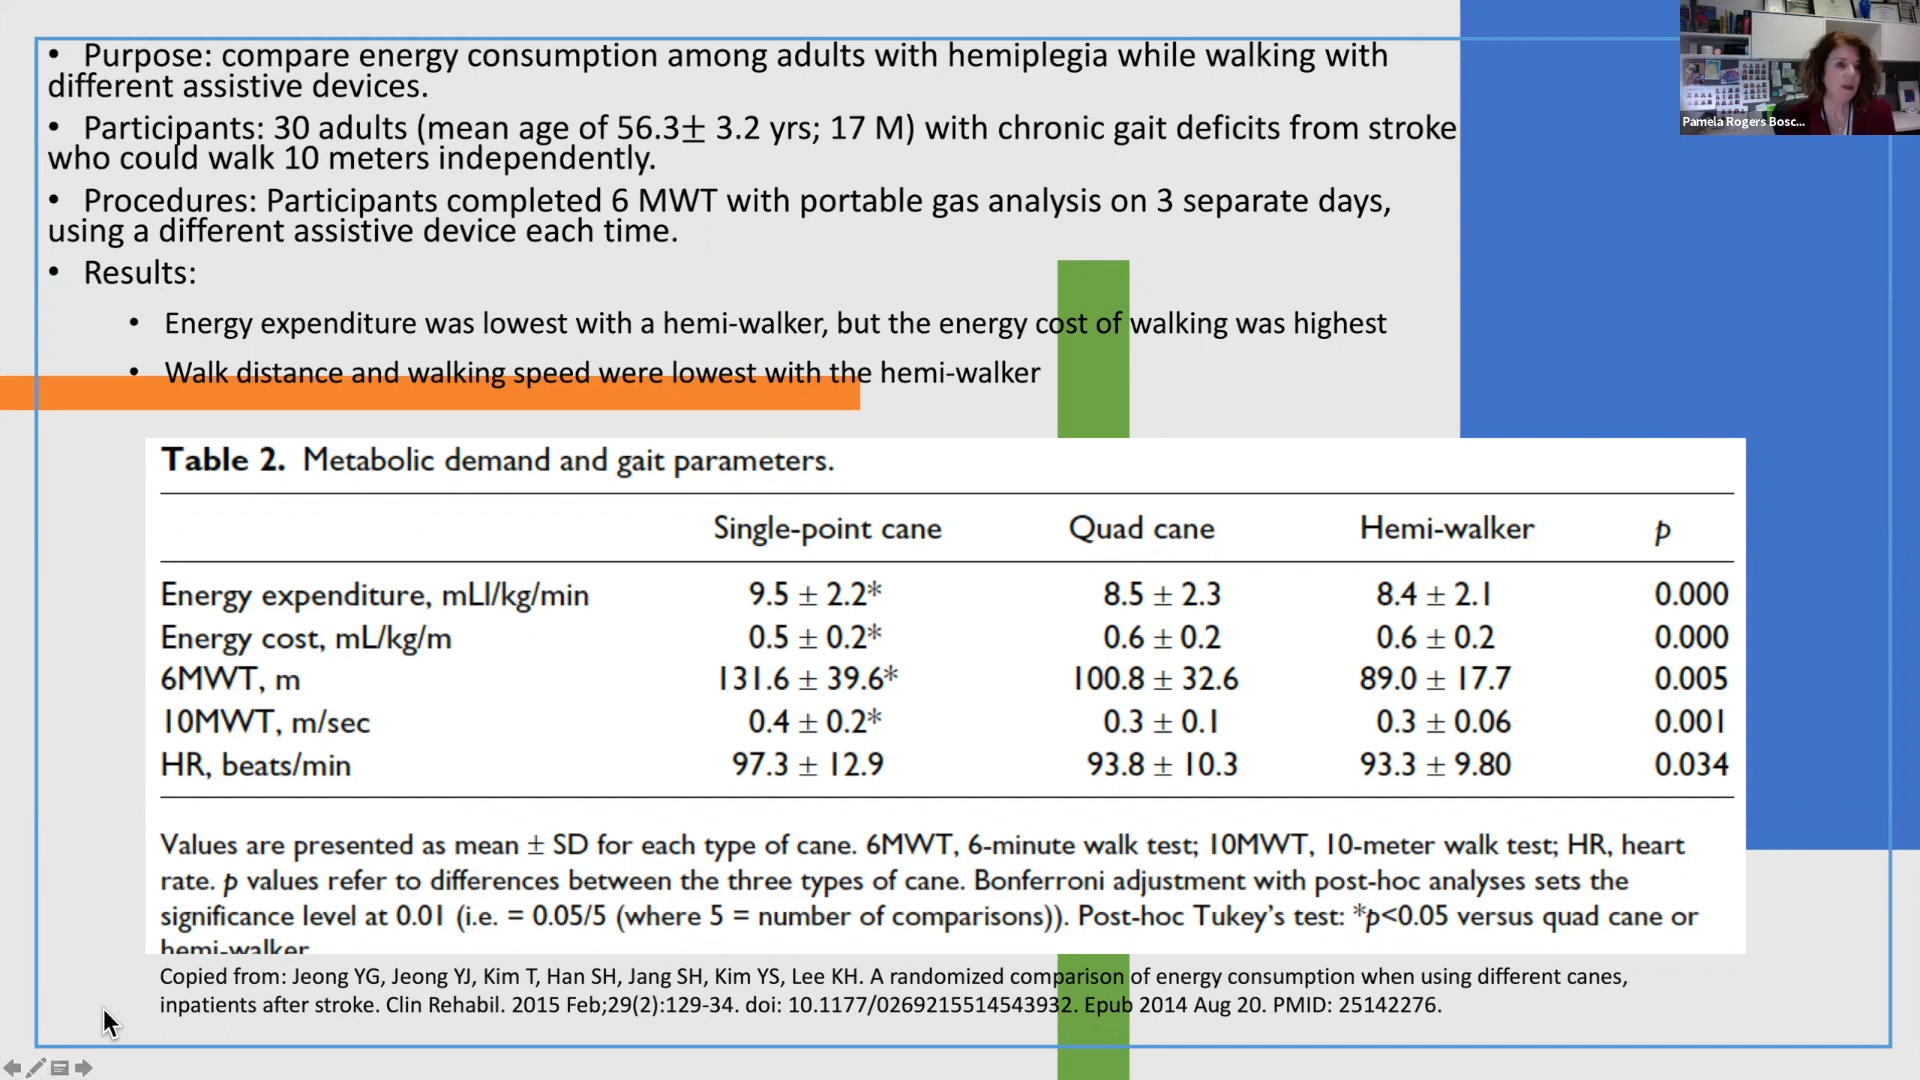 • Purpose: compare energy consumption among adults with hemiplegia while walking with
different assistive devices.
• Participants: 30 adults (mean age of 56.3± 3.2 yrs; 17 M) with chronic gait deficits from stroke
who could walk 10 meters independently.
• Procedures: Participants completed 6 MWT with portable gas analysis on 3 separate days,
using a different assistive device each time.
• Results:
• Energy expenditure was lowest with a hemi-walker, but the energy cost of walking was highest
• Walk distance and walking speed were lowest with the hemi-walker
Pamela Rogers Bosc...
Table 2. Metabolic demand and gait parameters.
Single-point cane Quad cane Hemi-walker p
Energy expenditure, mLl/kg/min 9.5 ± 2.2* 8.5 ± 2.3 8.4 ± 2.1 0.000
Energy cost, mL/kg/m 0.5 ± 0.2* 0.6 ± 0.2 0.6 ± 0.2 0.000
6MWT, m 131.6 ± 39.6* 100.8 ± 32.6 89.0 ± 17.7 0.005
10MWT, m/sec 0.4 ± 0.2* 0.3 ± 0.1 0.3 ± 0.06 0.001
HR, beats/min 97.3 ± 12.9 93.8 ± 10.3 93.3 ± 9.80 0.034
Values are presented as mean ± SD for each type of cane. 6MWT, 6-minute walk test; 10MWT, 10-meter walk test; HR, heart
rate. p values refer to differences between the three types of cane. Bonferroni adjustment with post-hoc analyses sets the
significance level at 0.01 (i.e. = 0.05/5 (where 5 = number of comparisons)). Post-hoc Tukey's test: *p<0.05 versus quad cane or
hemi-walker
Copied from: Jeong YG, Jeong YJ, Kim T, Han SH, Jang SH, Kim YS, Lee KH. A randomized comparison of energy consumption when using different canes,
inpatients after stroke. Clin Rehabil. 2015 Feb;29(2):129-34. doi: 10.1177/0269215514543932. Epub 2014 Aug 20. PMID: 25142276.